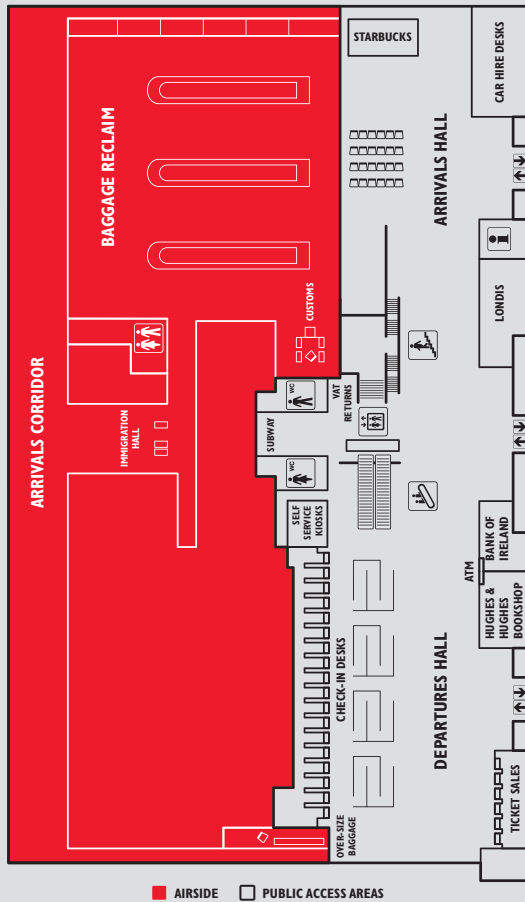 STARBUCKS
CAR HIRE DESKS
BAGGAGE RECLAIM
ARRIVALS HALL
CUSTOMS
LONDIS
ARRIVALS CORRIDOR
IMMIGRATION
HALL
WC
VAT
RETURNS
SUBWAY
WC
SELF
SERVICE
KIOSKS
ATM
BANK OF
IRELAND
HUGHES &
HUGHES
BOOKSHOP
CHECK-IN DESKS
DEPARTURES HALL
OVER-SIZE
BAGGAGE
TICKET SALES
AIRSIDE
PUBLIC ACCESS AREAS